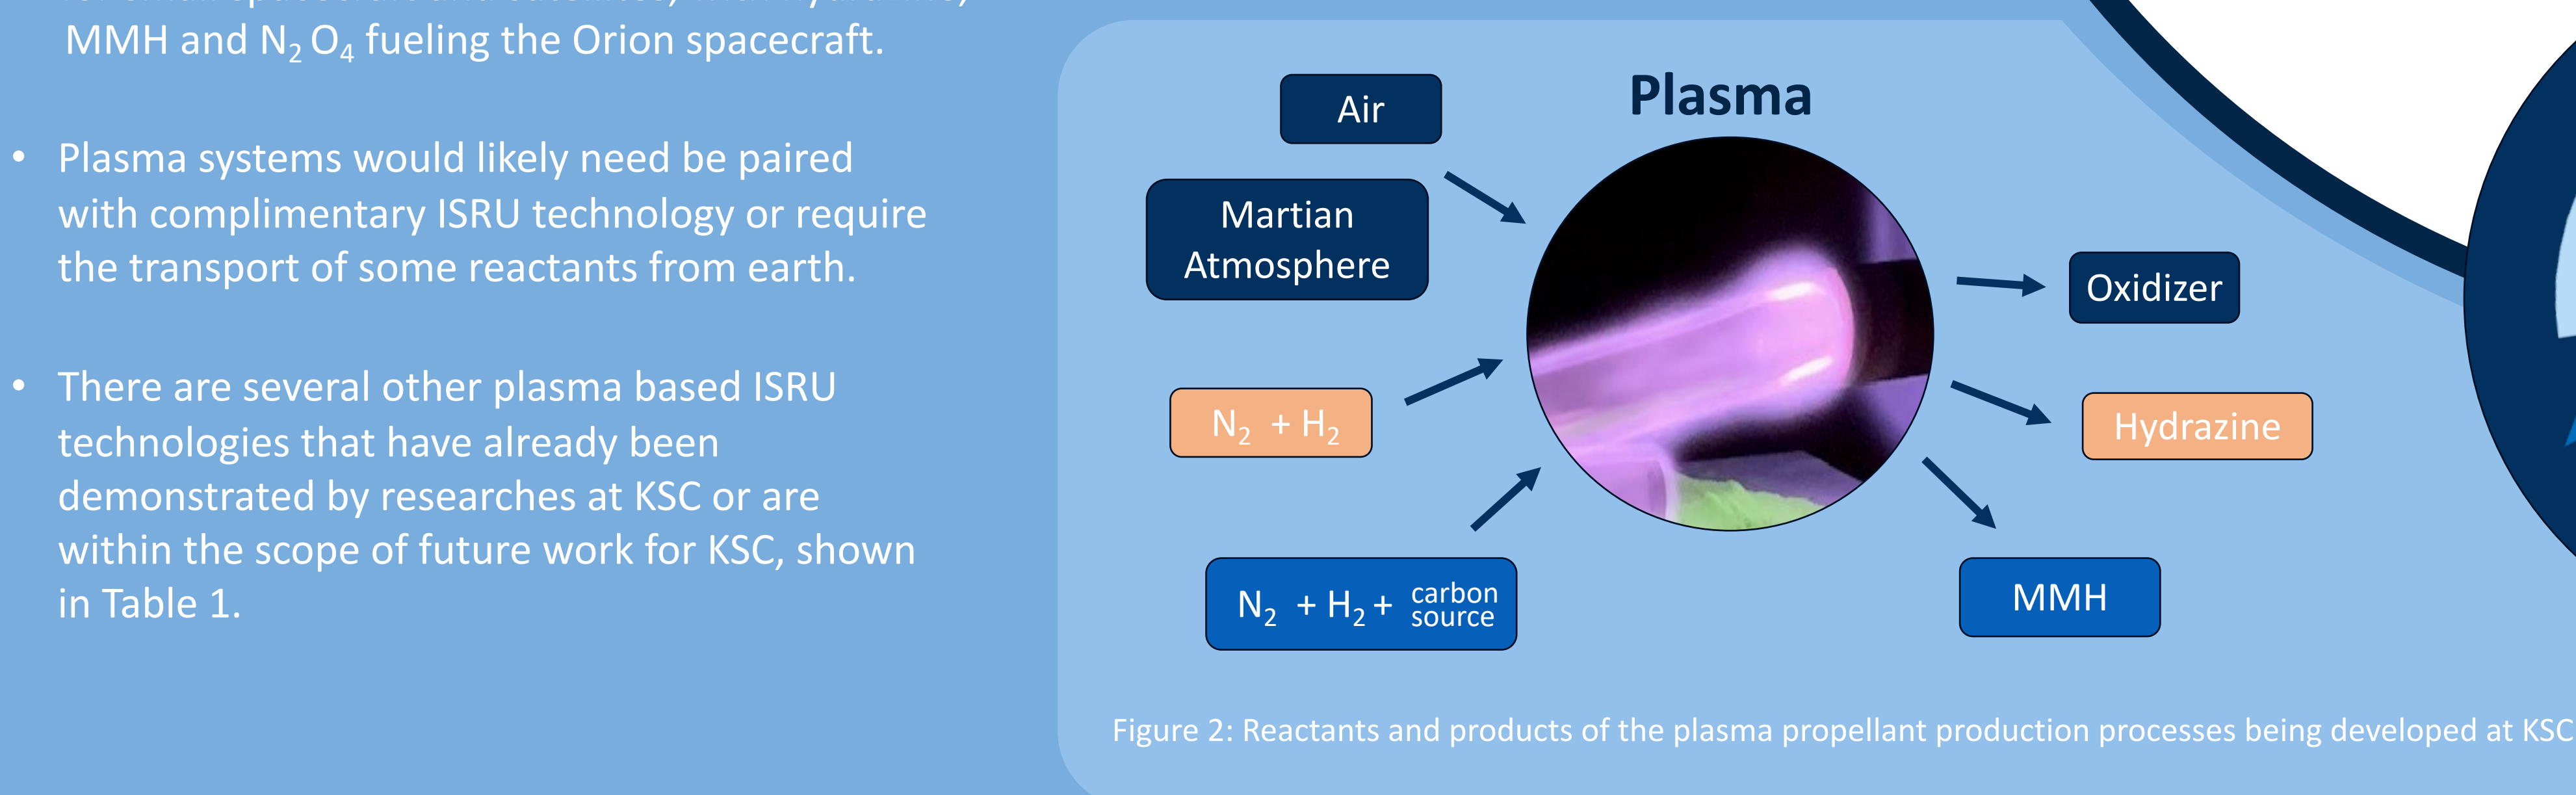 MMH and N₂O₄ fueling the Orion spacecraft.
• Plasma systems would likely need be paired
with complimentary ISRU technology or require
the transport of some reactants from earth.
• There are several other plasma based ISRU
technologies that have already been
demonstrated by researches at KSC or are
within the scope of future work for KSC, shown
in Table 1.
Plasma
Air
Martian
Atmosphere
N₂ + H₂
N₂ + H₂ + carbon
source
Oxidizer
Hydrazine
MMH
Figure 2: Reactants and products of the plasma propellant production processes being developed at KSC